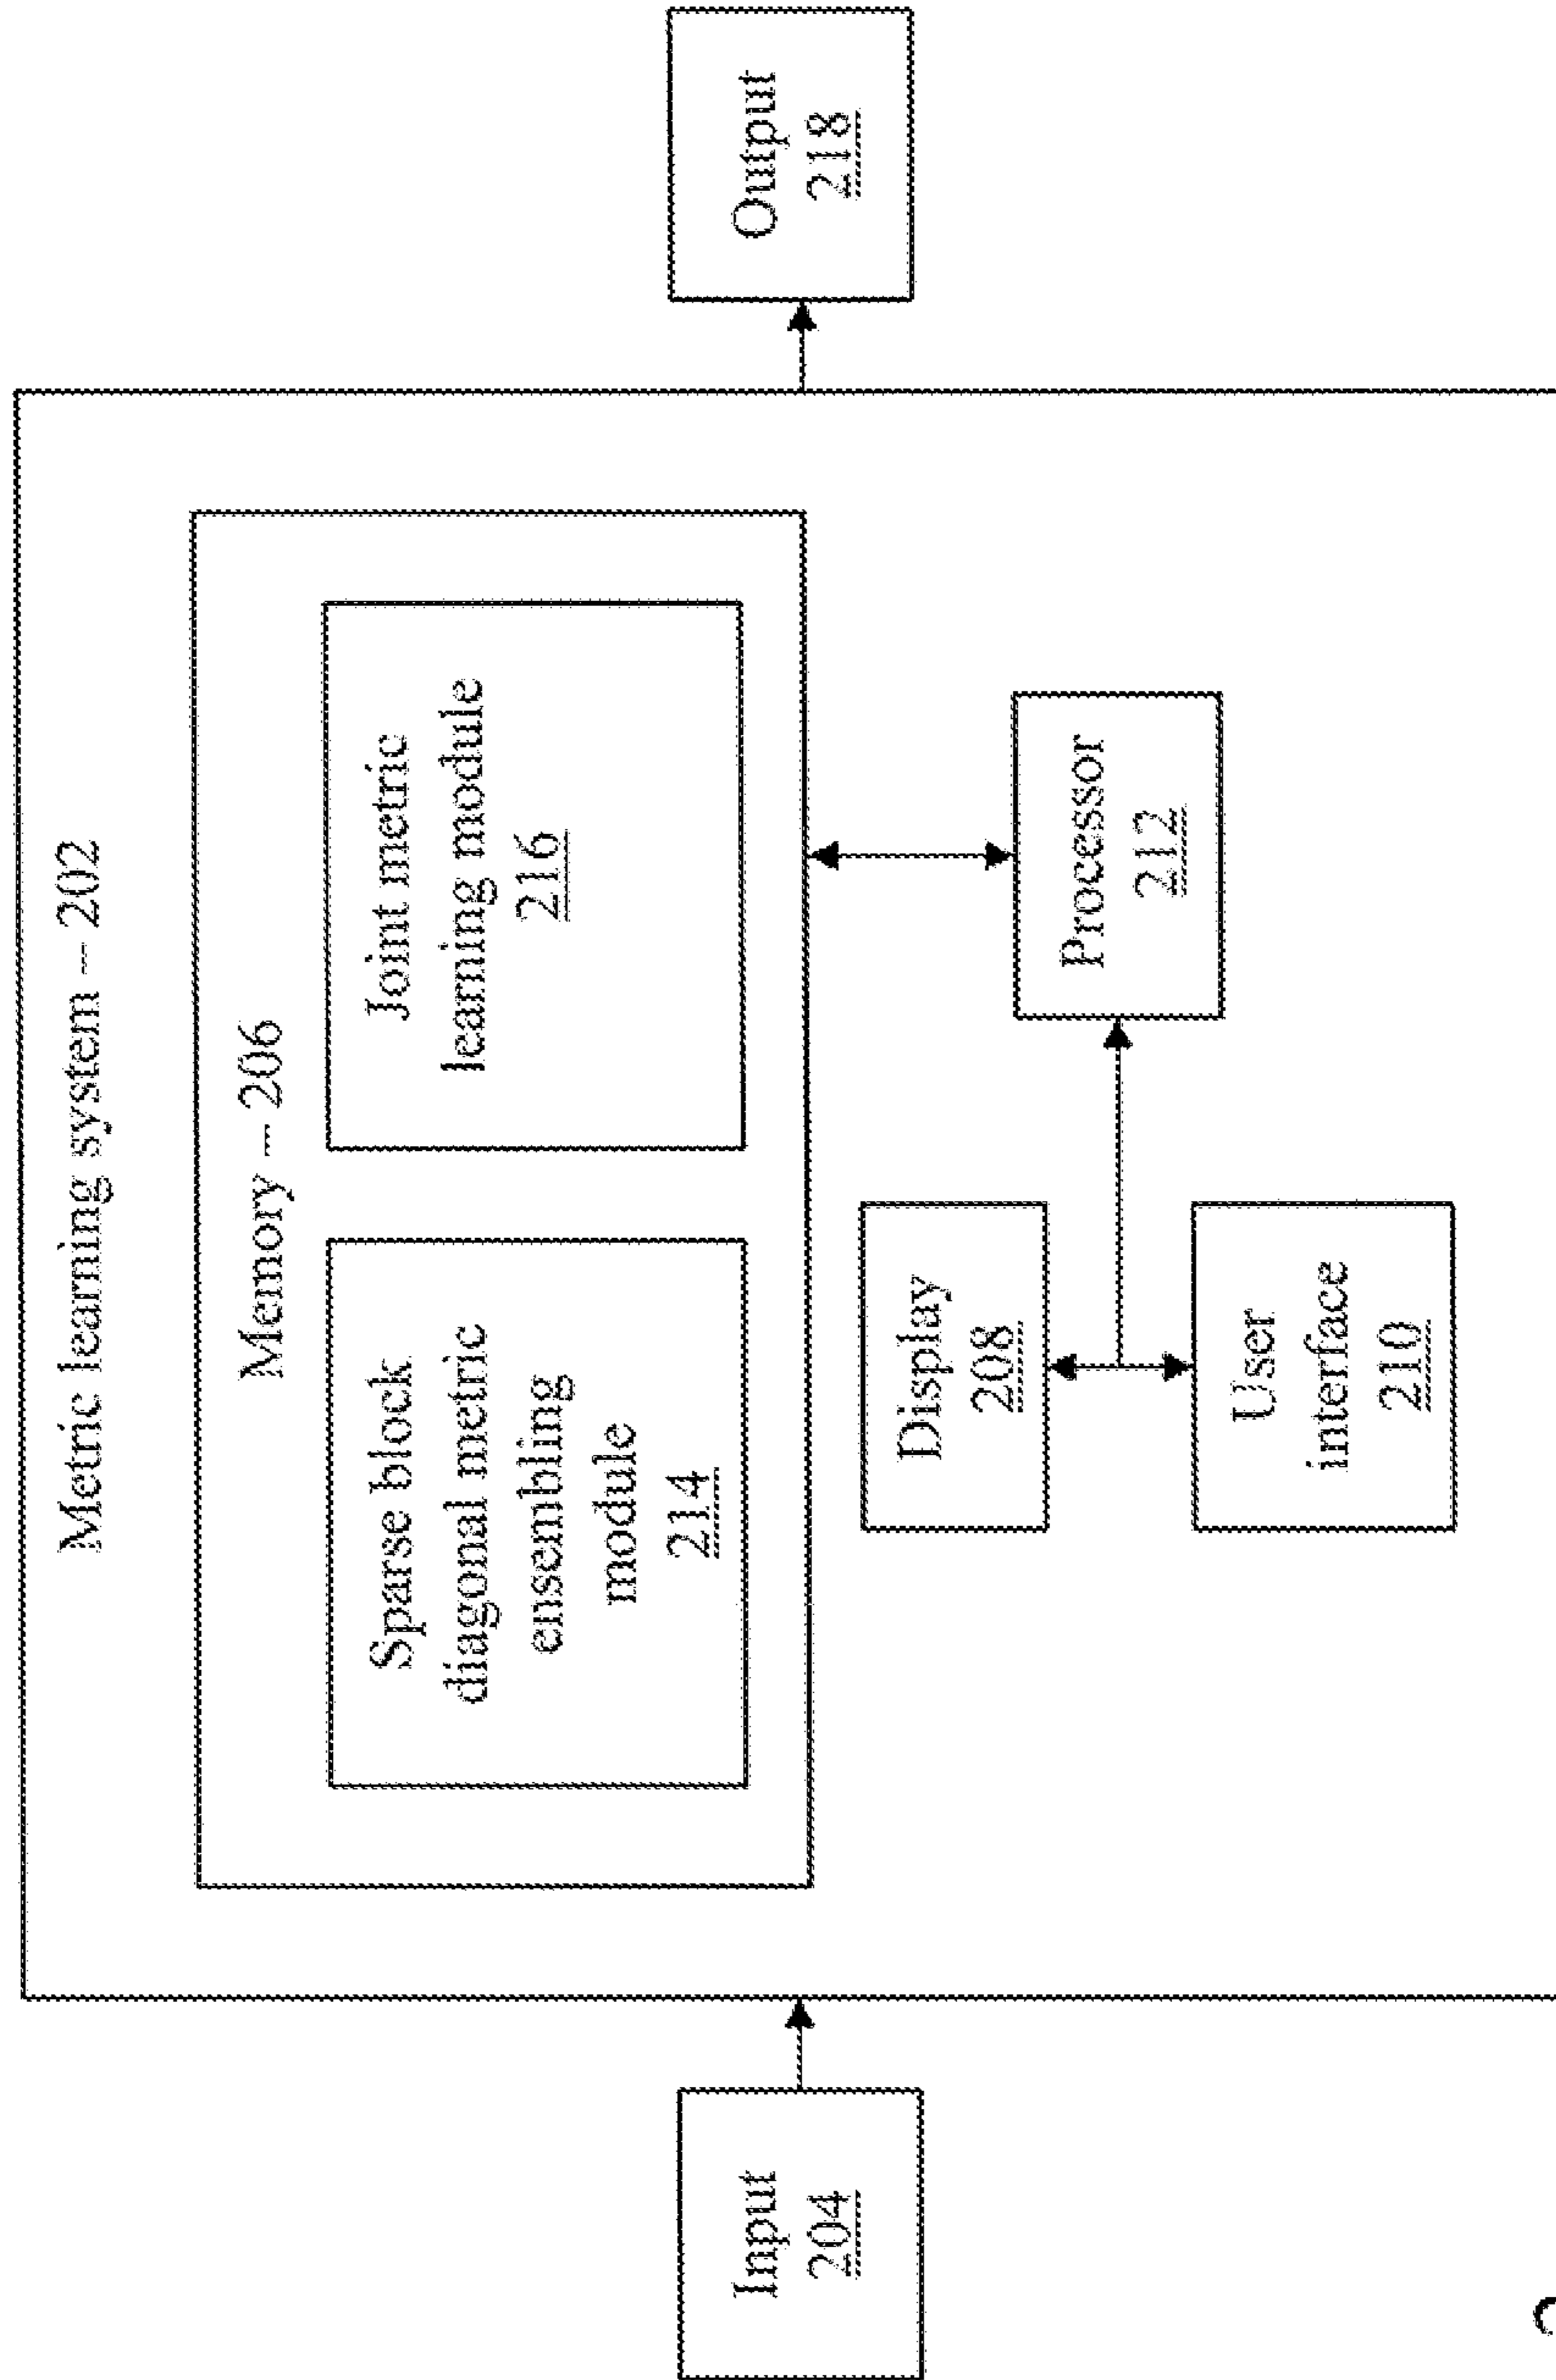 Metric learning system -- 202
Memory -- 206
Sparse block
diagonal metric
ensembling
module
214
Joint metric
learning module
216
Input
204
Output
218
Display
208
Processor
212
User
interface
210